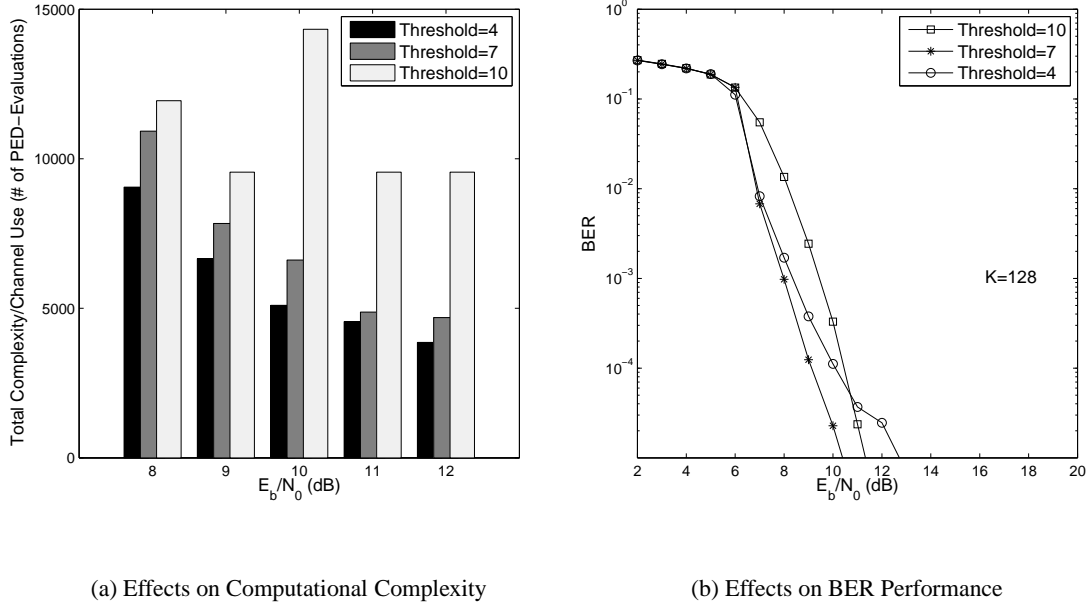 15000
10000
5000
0
Total Complexity/Channel Use (# of PED−Evaluations)
Threshold=4
Threshold=7
Threshold=10
8 9 10 11 12
E_b/N_0 (dB)
(a) Effects on Computational Complexity
10^0
10^−1
10^−2
10^−3
10^−4
BER
Threshold=10
Threshold=7
Threshold=4
K=128
2 4 6 8 10 12 14 16 18 20
E_b/N_0 (dB)
(b) Effects on BER Performance